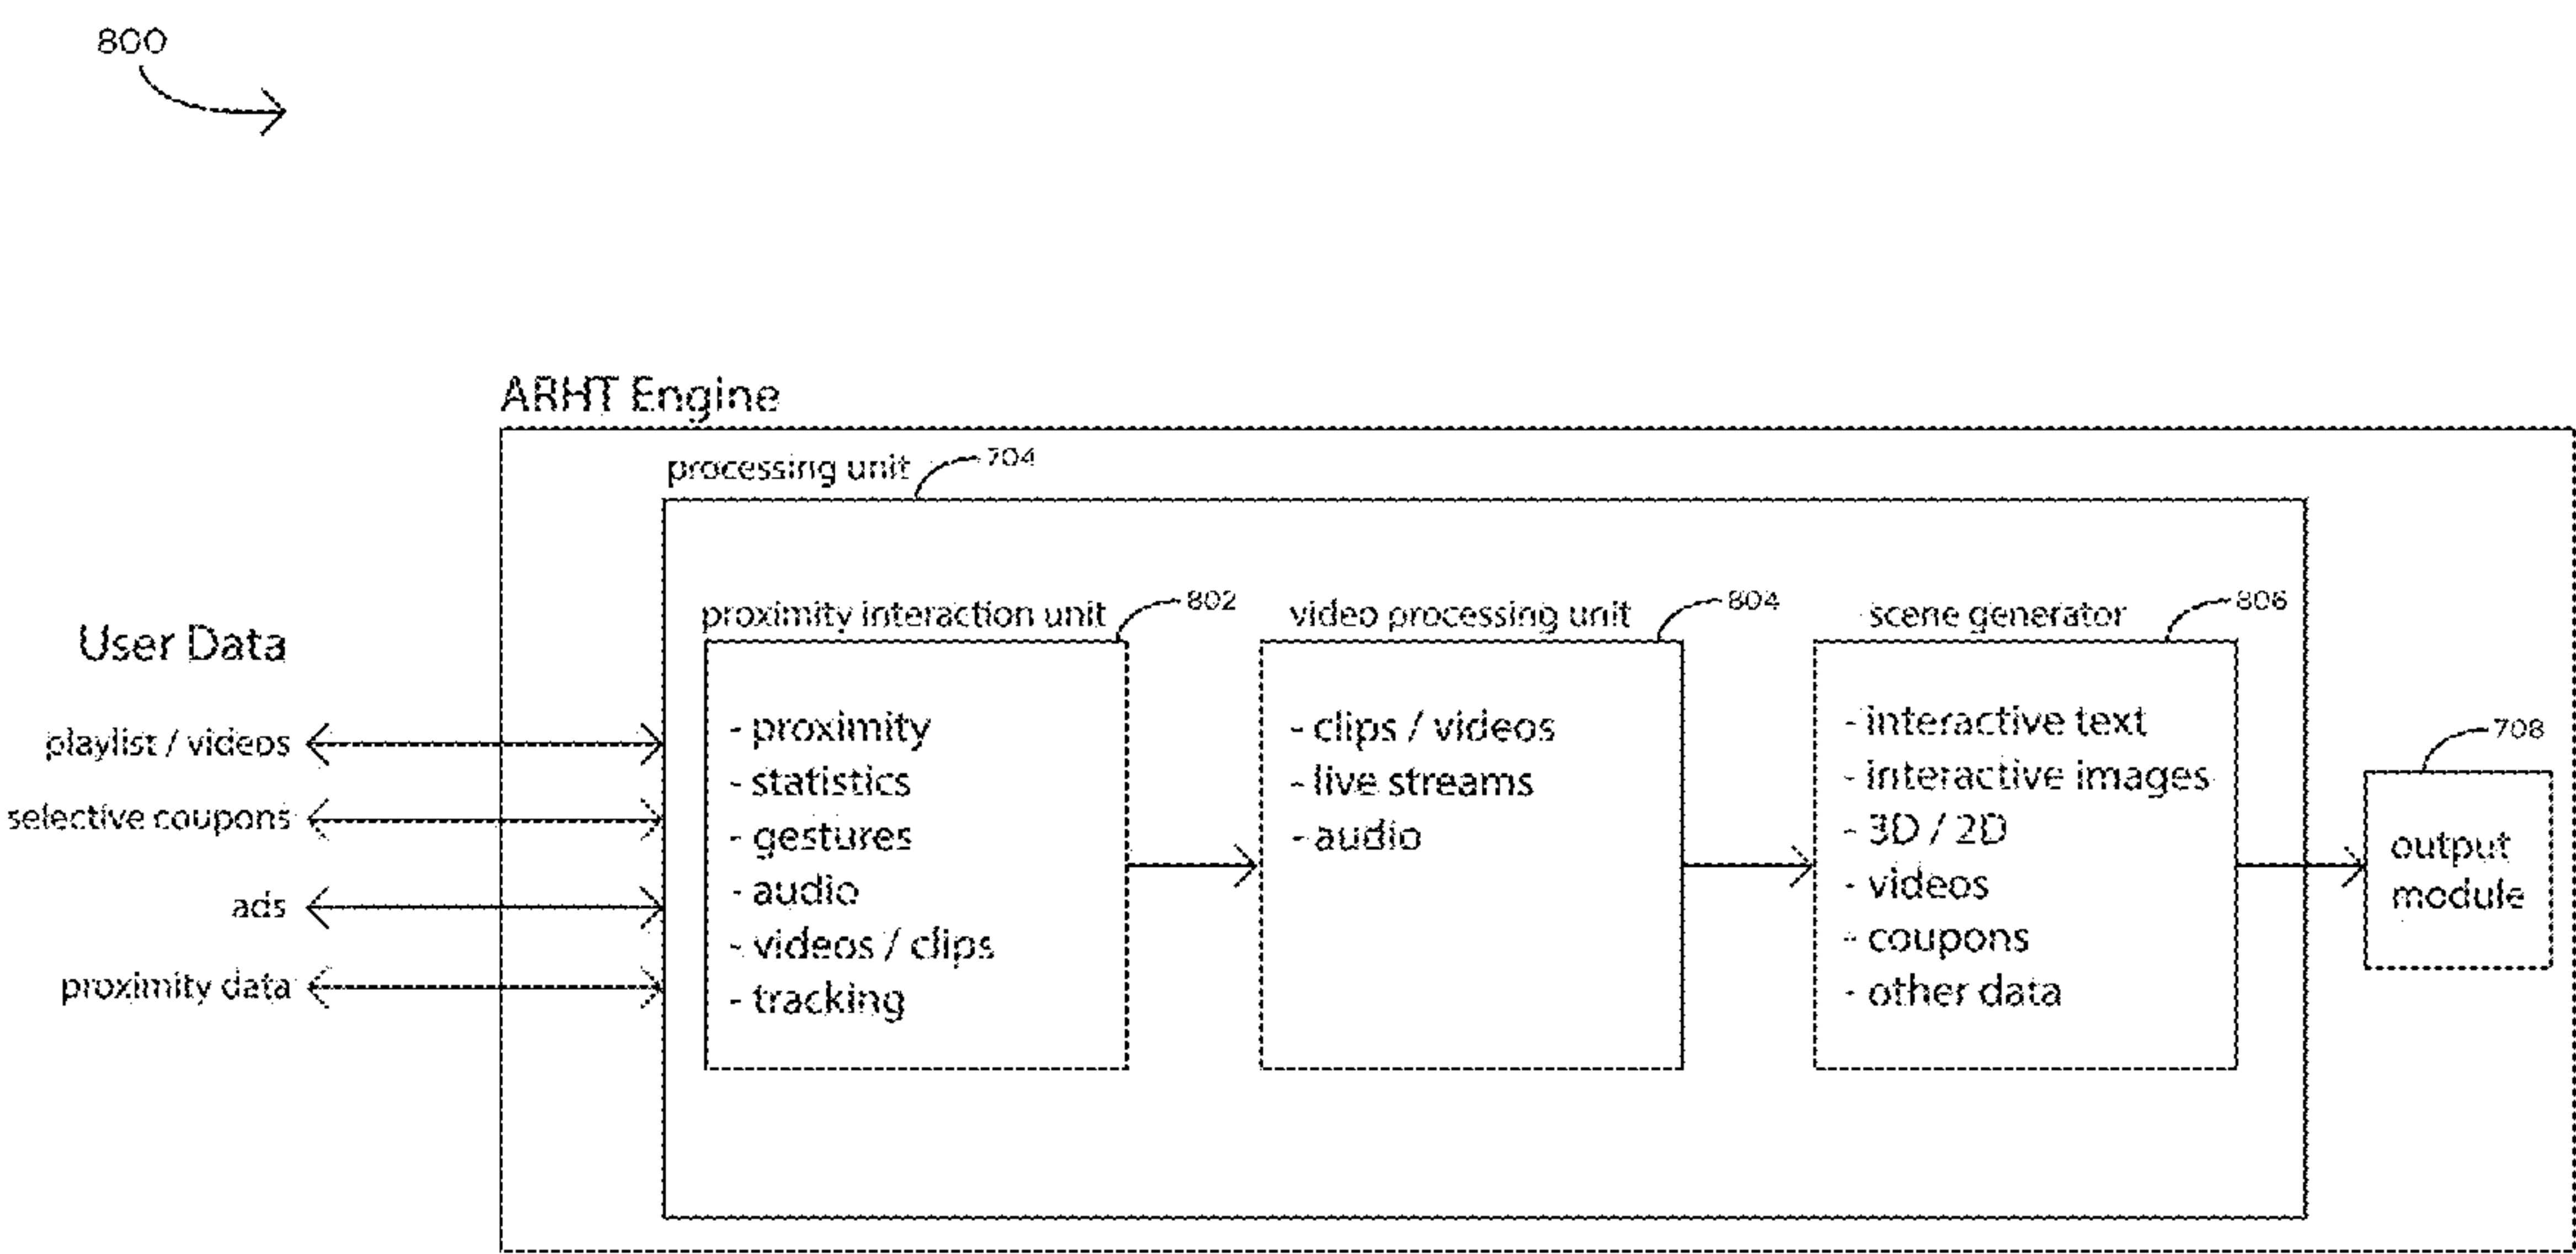 800
ARHT Engine
processing unit
704
User Data
playlist / videos
selective coupons
ads
proximity data
proximity interaction unit
802
- proximity
- statistics
- gestures
- audio
- videos / clips
- tracking
video processing unit
804
- clips / videos
- live streams
- audio
scene generator
806
- interactive text
- interactive images
- 3D / 2D
- videos
- coupons
- other data
708
output
module